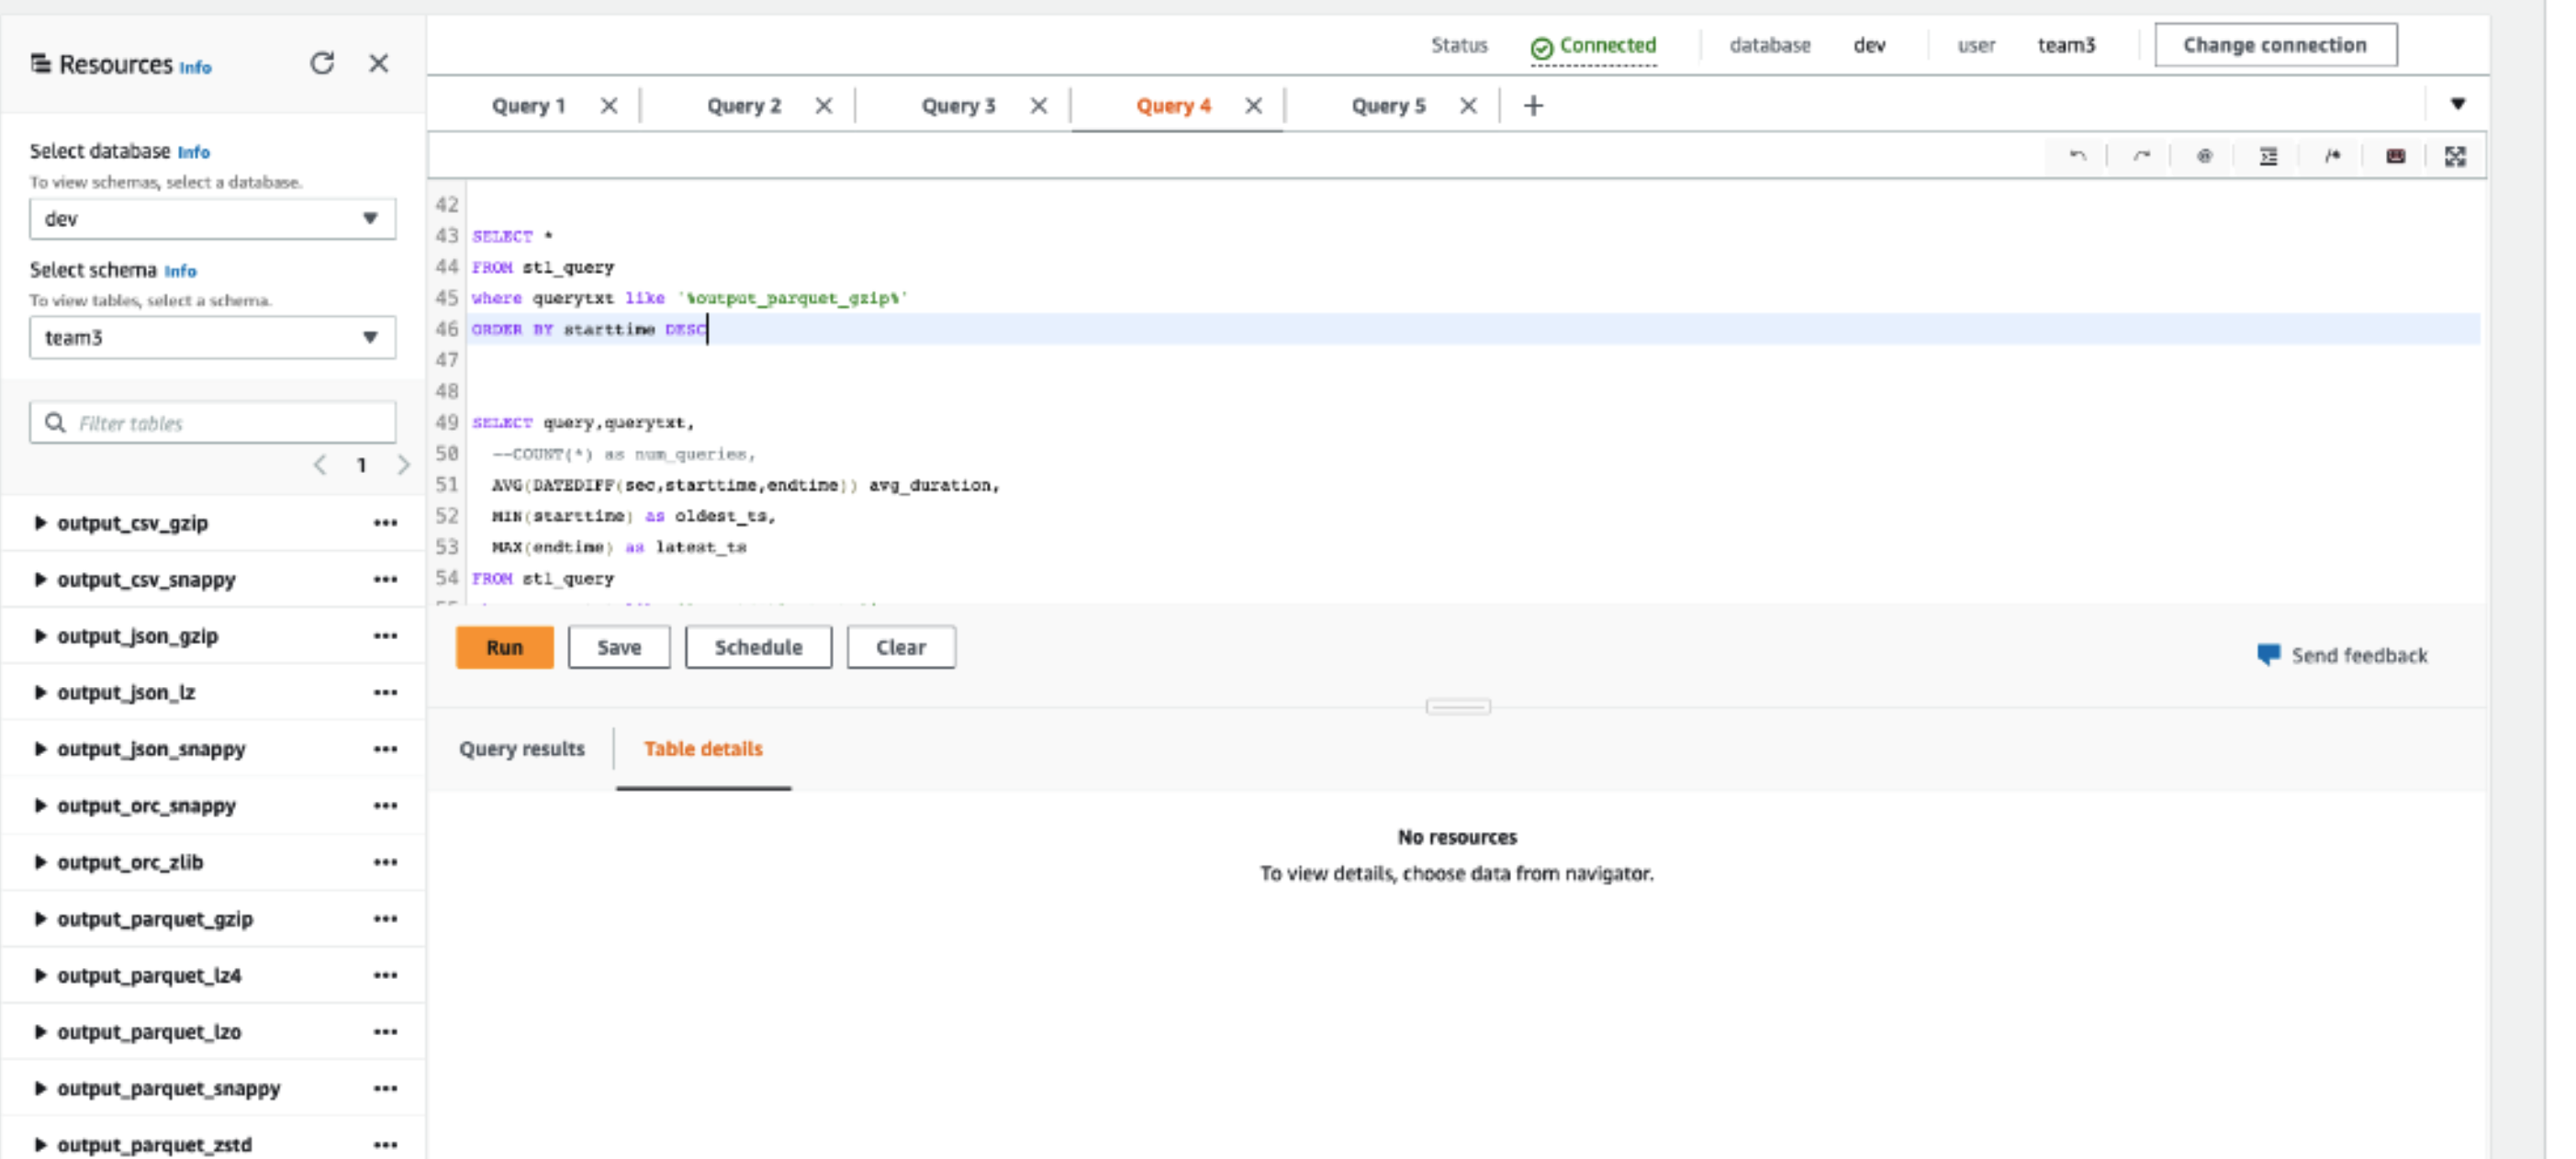 Resources Info
Select database Info
To view schemas, select a database.
dev
Select schema Info
To view tables, select a schema.
team3
Filter tables
1
output_csv_gzip
output_csv_snappy
output_json_gzip
output_json_lz
output_json_snappy
output_orc_snappy
output_orc_zlib
output_parquet_gzip
output_parquet_lz4
output_parquet_lzo
output_parquet_snappy
output_parquet_zstd
Status Connected database dev user team3 Change connection
Query 1 Query 2 Query 3 Query 4 Query 5
42
43 SELECT *
44 FROM stl_query
45 where querytxt like '%output_parquet_gzip%'
46 ORDER BY starttime DESC
47
48
49 SELECT query,querytxt,
50 --COUNT(*) as num_queries,
51 AVG(DATEDIFF(sec,starttime,endtime)) avg_duration,
52 MIN(starttime) as oldest_ts,
53 MAX(endtime) as latest_ts
54 FROM stl_query
Run Save Schedule Clear
Send feedback
Query results Table details
No resources
To view details, choose data from navigator.